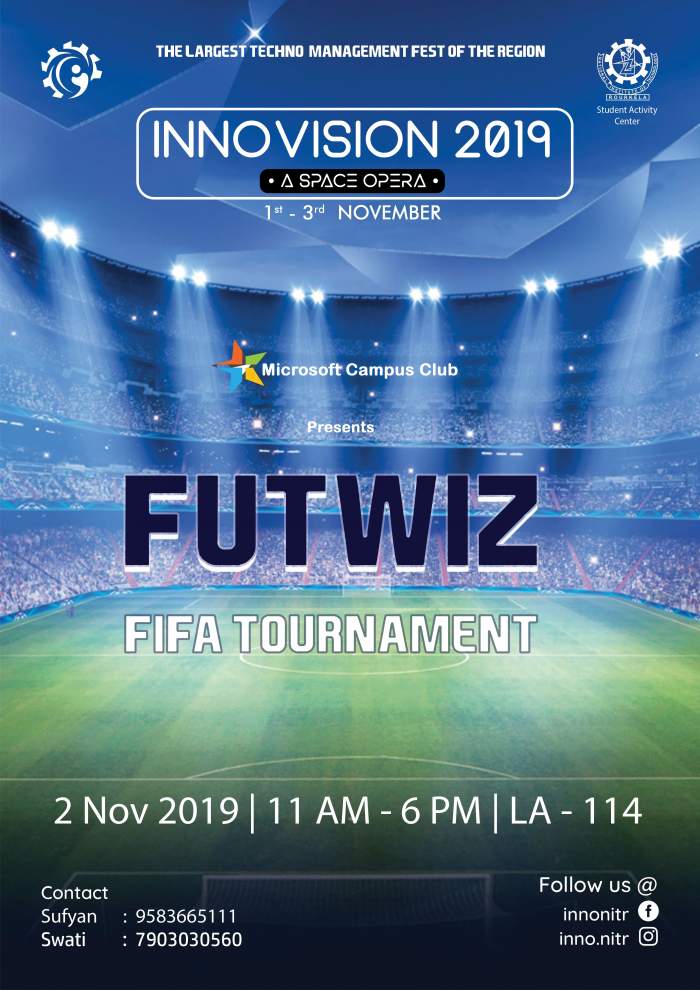 THE LARGEST TECHNO MANAGEMENT FEST OF THE REGION
ROURKELA
Student Activity
Center
INNOVISION 2019
• A SPACE OPERA •
1st - 3rd NOVEMBER
Microsoft Campus Club
Presents
FUTWIZ
FIFA TOURNAMENT
2 Nov 2019 | 11 AM - 6 PM | LA - 114
Contact
Sufyan : 9583665111
Swati : 7903030560
Follow us @
innonitr
inno.nitr